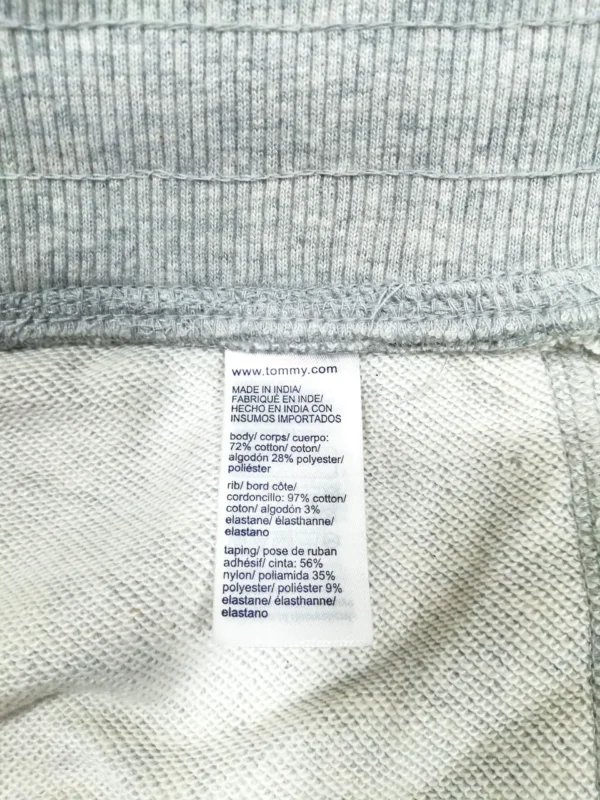 www.tommy.com
MADE IN INDIA/
FABRIQUÉ EN INDE/
HECHO EN INDIA CON
INSUMOS IMPORTADOS
body/ corps/ cuerpo:
72% cotton/ coton/
algodón 28% polyester/
poliéster
rib/ bord côte/
cordoncillo: 97% cotton/
coton/ algodón 3%
elastane/ élasthanne/
elastano
taping/ pose de ruban
adhésif/ cinta: 56%
nylon/ poliamida 35%
polyester/ poliéster 9%
elastane/ élasthanne/
elastano